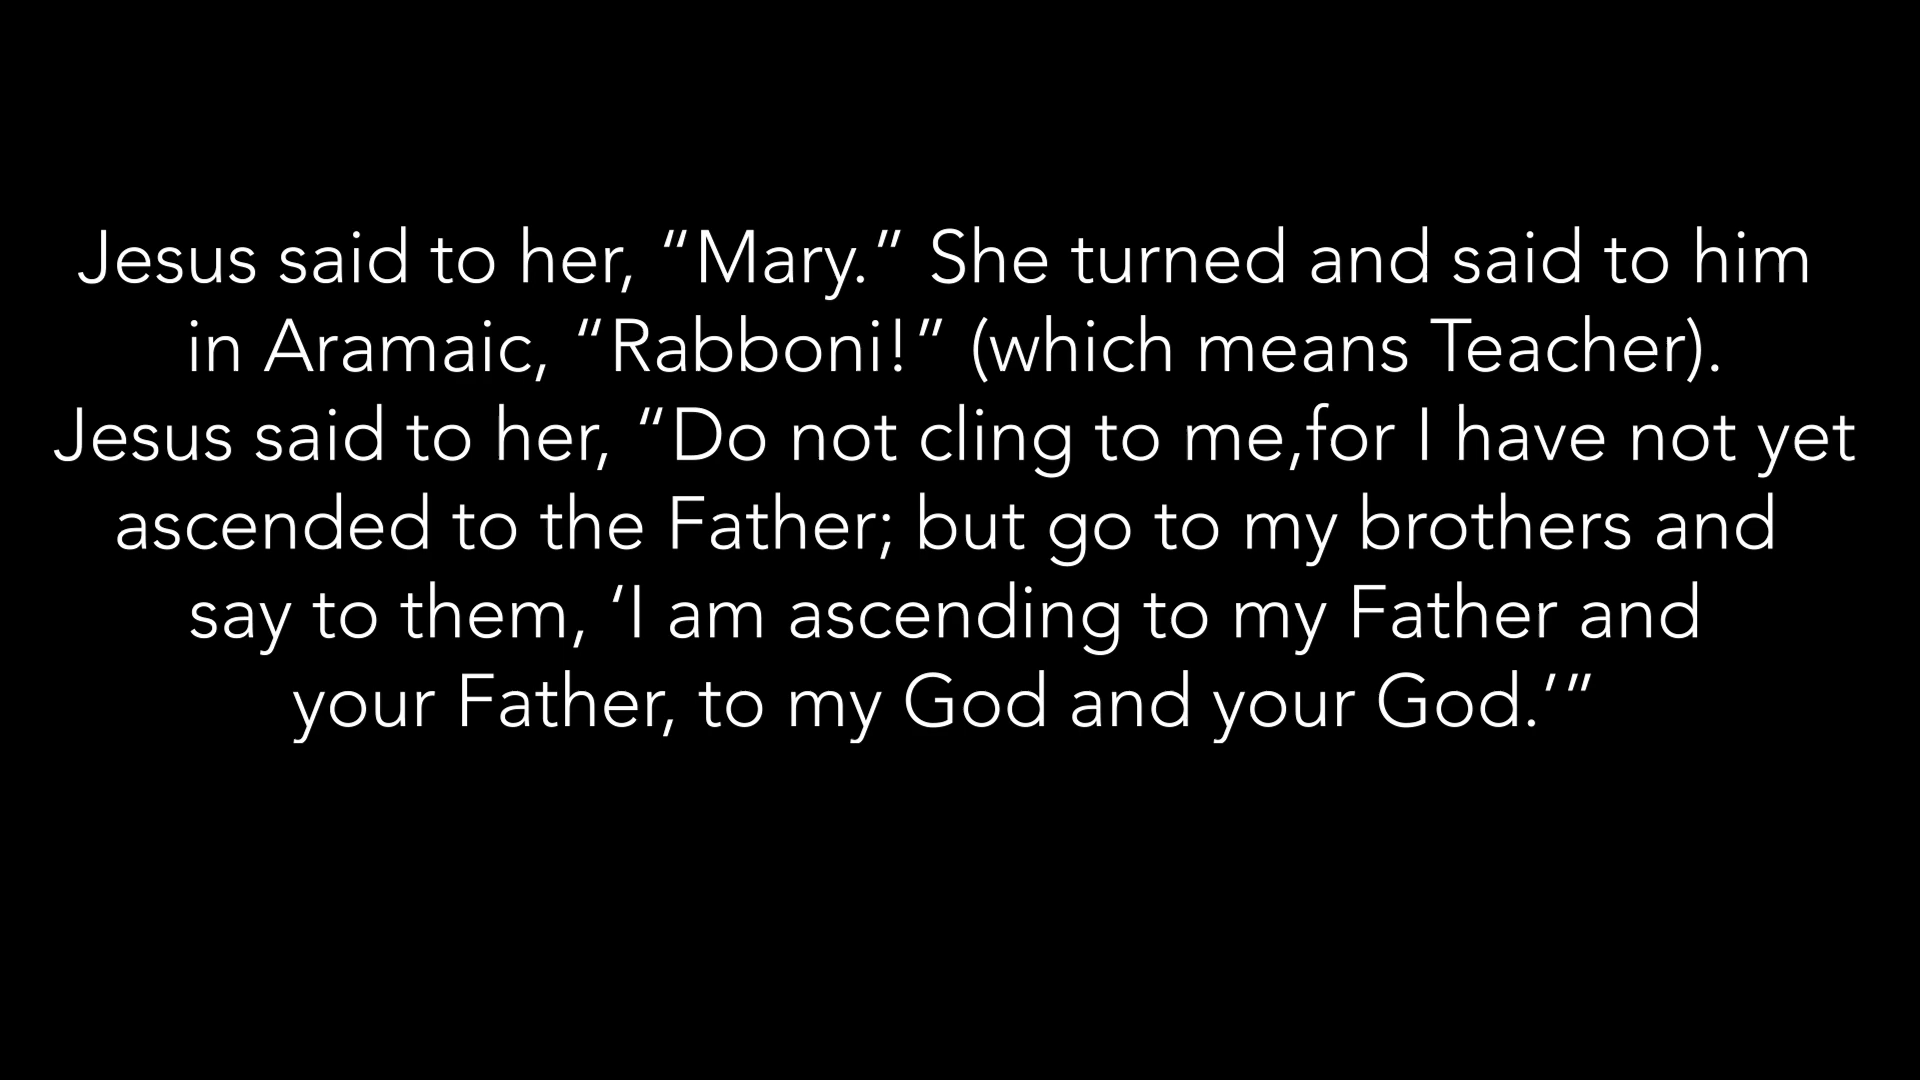 Jesus said to her, “Mary.” She turned and said to him
in Aramaic, “Rabboni!” (which means Teacher).
Jesus said to her, “Do not cling to me,for I have not yet
ascended to the Father; but go to my brothers and
say to them, ‘I am ascending to my Father and
your Father, to my God and your God.’”